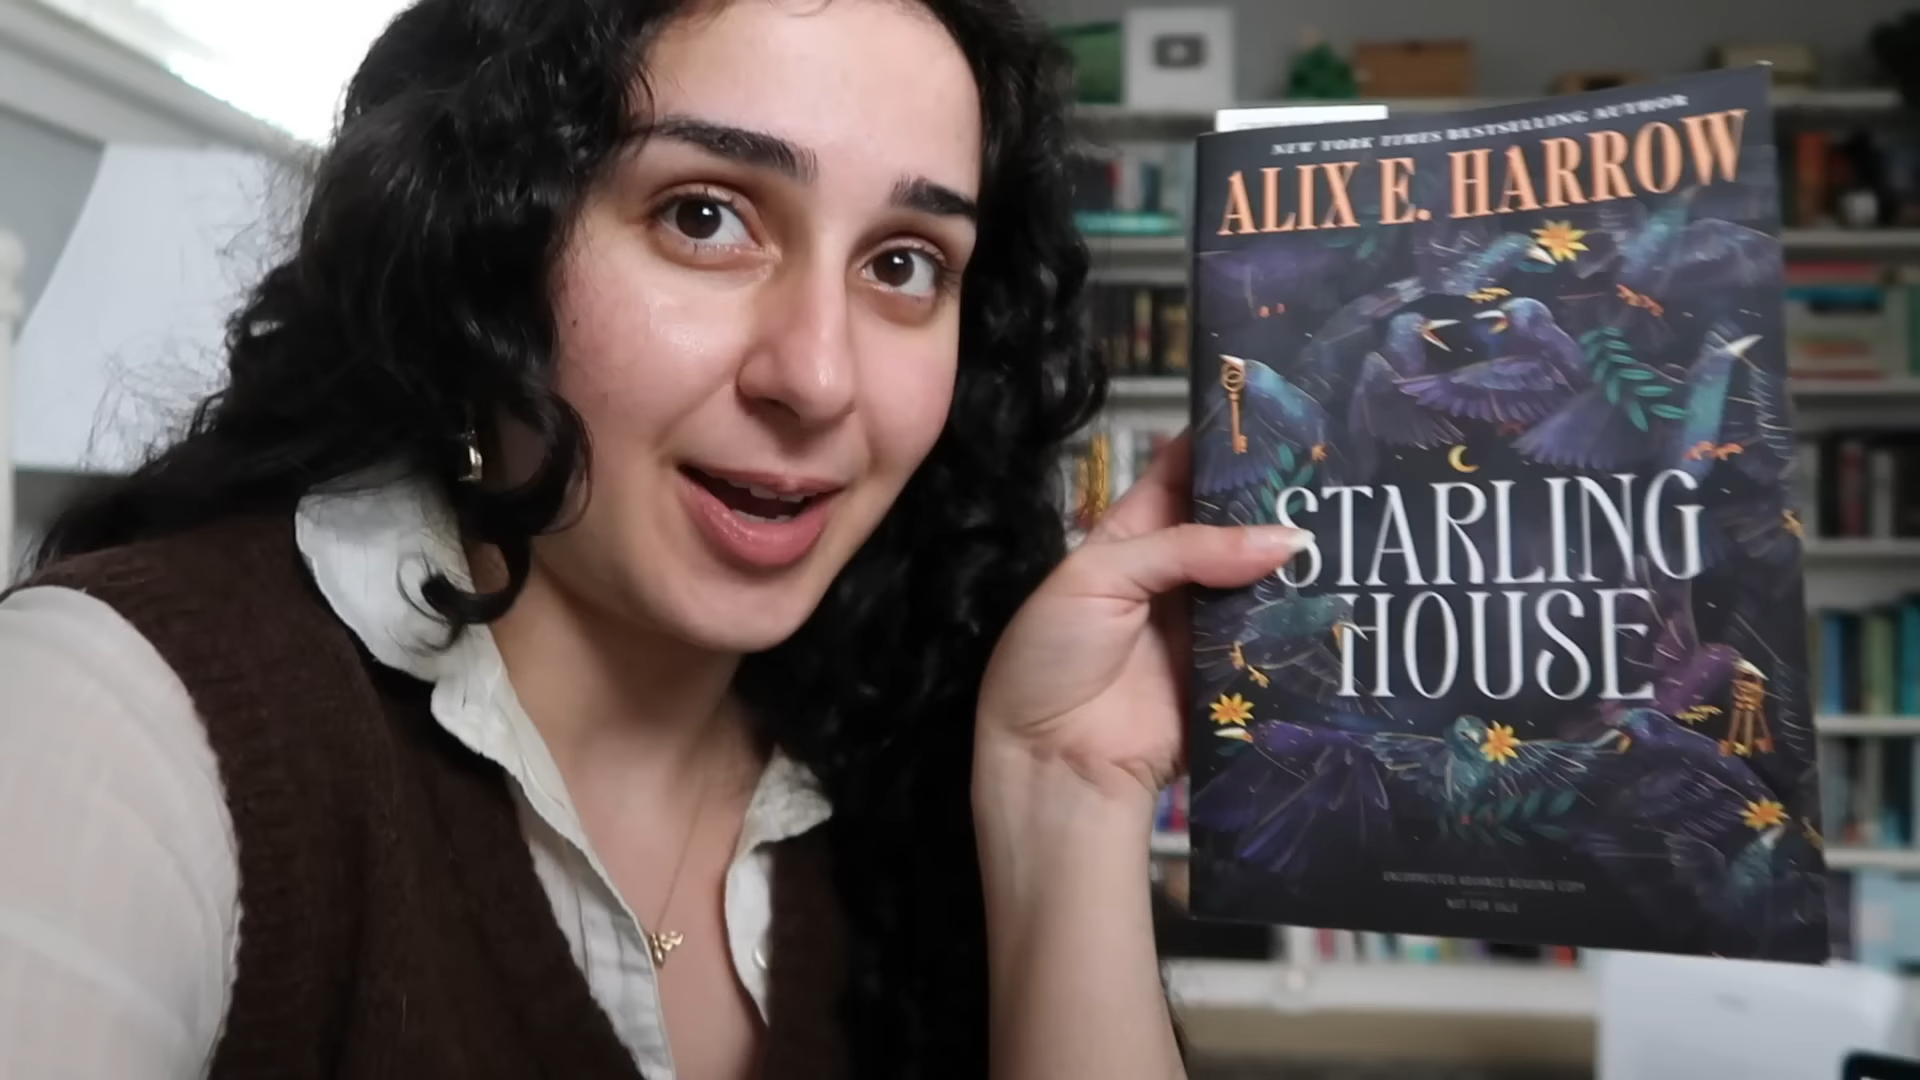 NEW YORK TIMES BESTSELLING AUTHOR
ALIX E. HARROW
STARLING
HOUSE
UNCORRECTED ADVANCE READING COPY
NOT FOR SALE